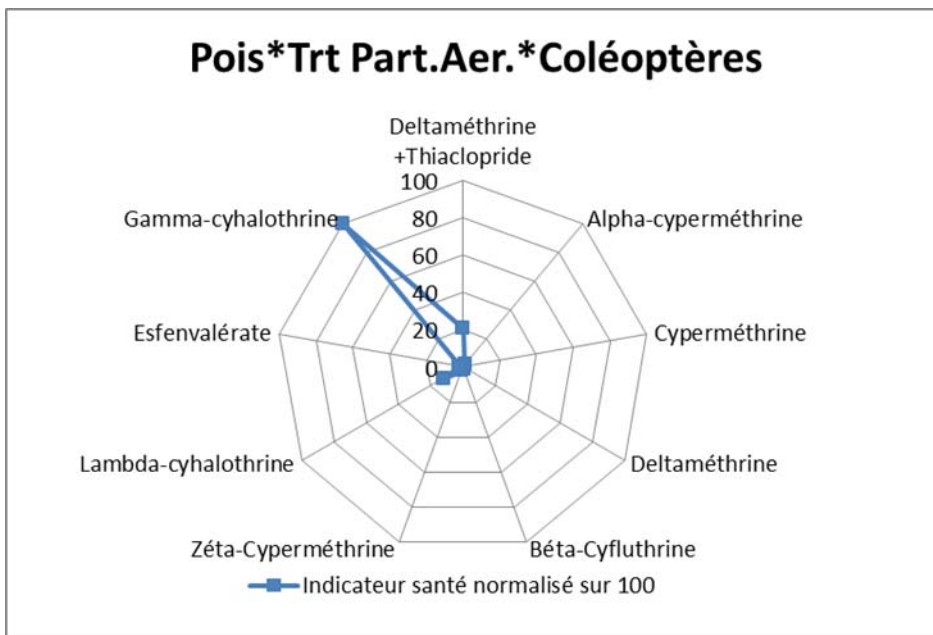 Pois*Trt Part.Aer.*Coléoptères
Deltaméthrine
+Thiaclopride
100
80
60
40
20
0
Gamma-cyhalothrine
Alpha-cyperméthrine
Esfenvalérate
Cyperméthrine
Lambda-cyhalothrine
Deltaméthrine
Zéta-Cyperméthrine
Béta-Cyfluthrine
Indicateur santé normalisé sur 100